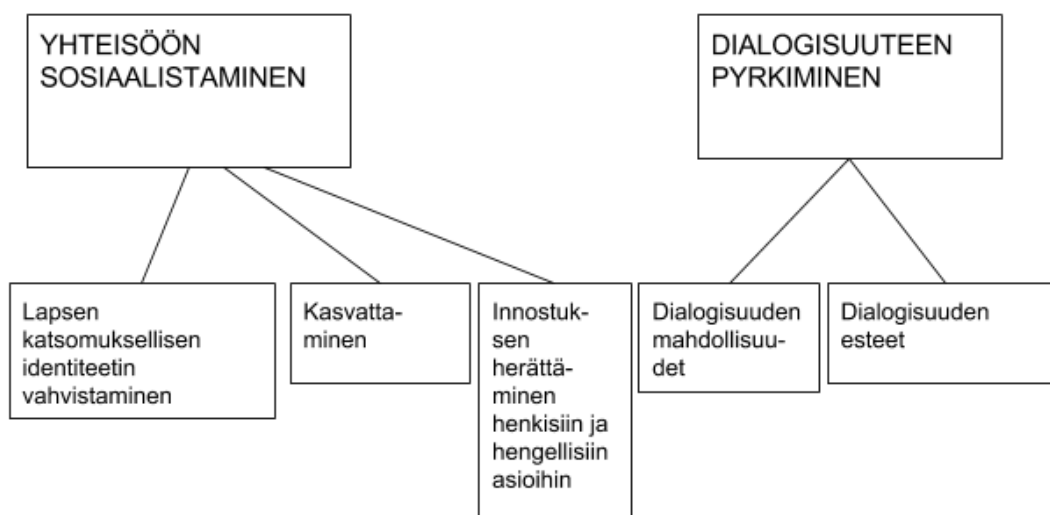 YHTEISÖÖN
SOSIAALISTAMINEN
DIALOGISUUTEEN
PYRKIMINEN
Lapsen
katsomuksellisen
identiteetin
vahvistaminen
Kasvatta-
minen
Innostuk-
sen
herättä-
minen
henkisiin ja
hengellisiin
asioihin
Dialogisuuden
mahdollisuu-
det
Dialogisuuden
esteet